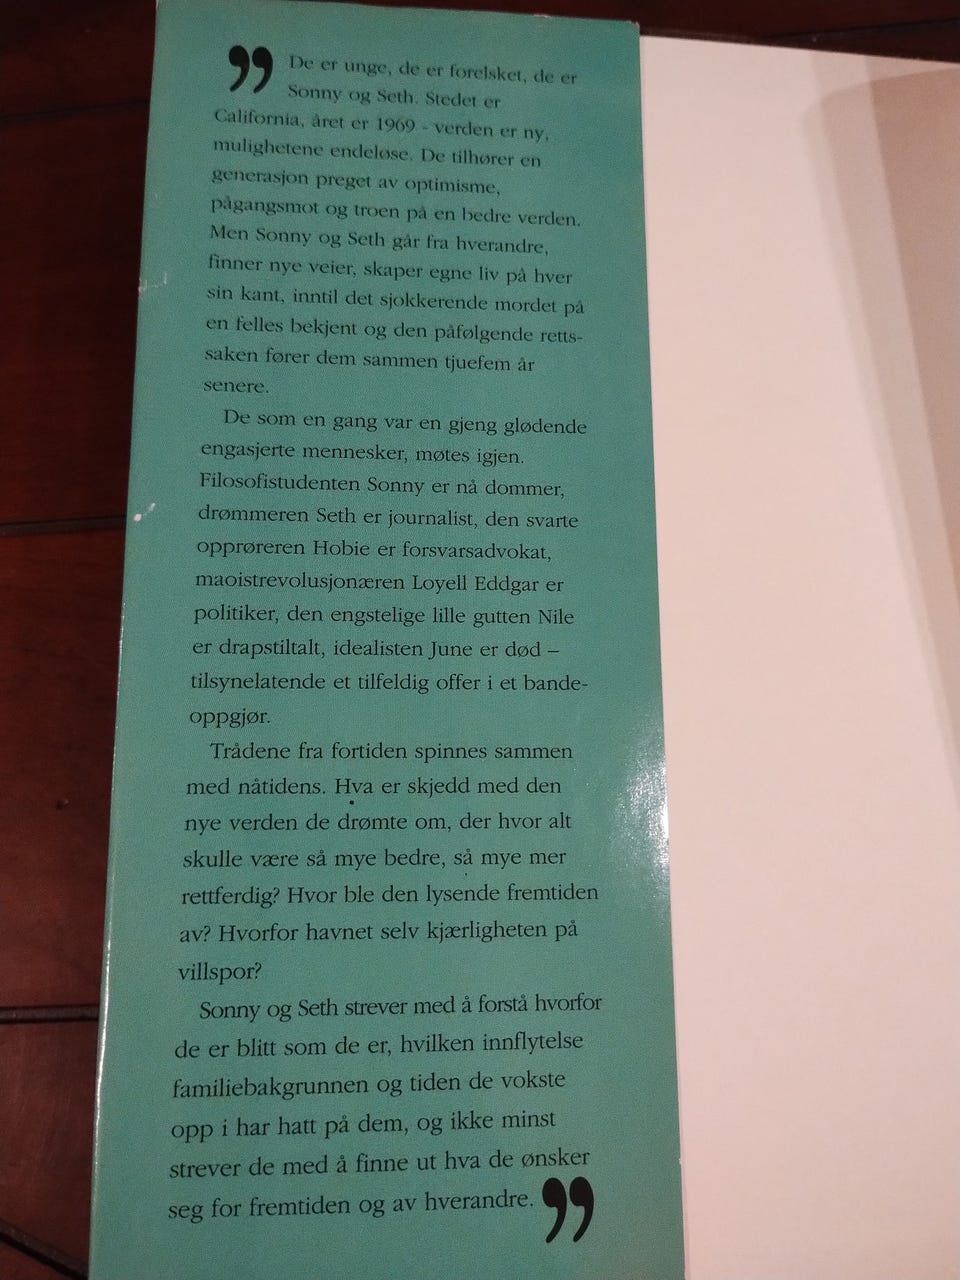 ” De er unge, de er forelsket, de er
Sonny og Seth. Stedet er
California, året er 1969 - verden er ny,
mulighetene endeløse. De tilhører en
generasjon preget av optimisme,
pågangsmot og troen på en bedre verden.
Men Sonny og Seth går fra hverandre,
finner nye veier, skaper egne liv på hver
sin kant, inntil det sjokkerende mordet på
en felles bekjent og den påfølgende retts-
saken fører dem sammen tjuefem år
senere.
De som en gang var en gjeng glødende
engasjerte mennesker, møtes igjen.
Filosofistudenten Sonny er nå dommer,
drømmeren Seth er journalist, den svarte
opprøreren Hobie er forsvarsadvokat,
maoistrevolusjonæren Loyell Eddgar er
politiker, den engstelige lille gutten Nile
er drapstiltalt, idealisten June er død –
tilsynelatende et tilfeldig offer i et bande-
oppgjør.
Trådene fra fortiden spinnes sammen
med nåtidens. Hva er skjedd med den
nye verden de drømte om, der hvor alt
skulle være så mye bedre, så mye mer
rettferdig? Hvor ble den lysende fremtiden
av? Hvorfor havnet selv kjærligheten på
villspor?
Sonny og Seth strever med å forstå hvorfor
de er blitt som de er, hvilken innflytelse
familiebakgrunnen og tiden de vokste
opp i har hatt på dem, og ikke minst
strever de med å finne ut hva de ønsker
seg for fremtiden og av hverandre. ”